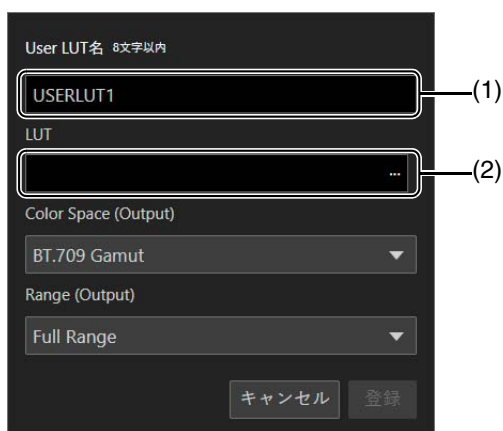 User LUT名 8文字以内
USERLUT1
(1)
LUT
...
(2)
Color Space (Output)
BT.709 Gamut
Range (Output)
Full Range
キャンセル 登録